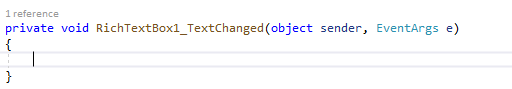 1 reference
private void RichTextBox1_TextChanged(object sender, EventArgs e)
{
}